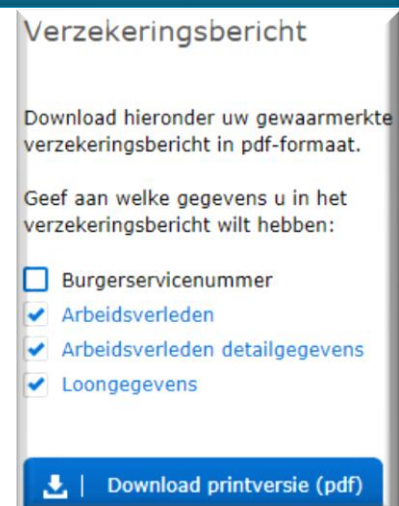 Verzekeringsbericht
Download hieronder uw gewaarmerkte
verzekeringsbericht in pdf-formaat.
Geef aan welke gegevens u in het
verzekeringsbericht wilt hebben:
Burgerservicenummer
Arbeidsverleden
Arbeidsverleden detailgegevens
Loongegevens
| Download printversie (pdf)